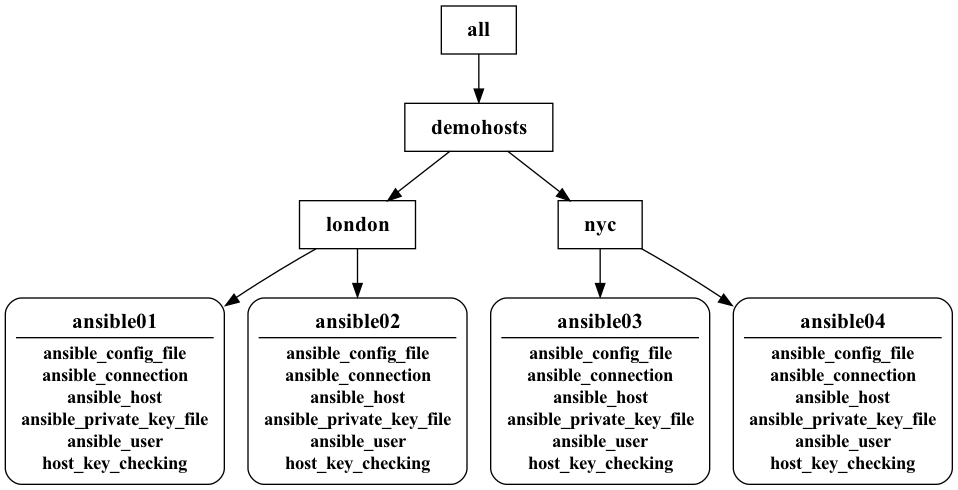 all
demohosts
london
nyc
ansible01
ansible_config_file
ansible_connection
ansible_host
ansible_private_key_file
ansible_user
host_key_checking
ansible02
ansible_config_file
ansible_connection
ansible_host
ansible_private_key_file
ansible_user
host_key_checking
ansible03
ansible_config_file
ansible_connection
ansible_host
ansible_private_key_file
ansible_user
host_key_checking
ansible04
ansible_config_file
ansible_connection
ansible_host
ansible_private_key_file
ansible_user
host_key_checking